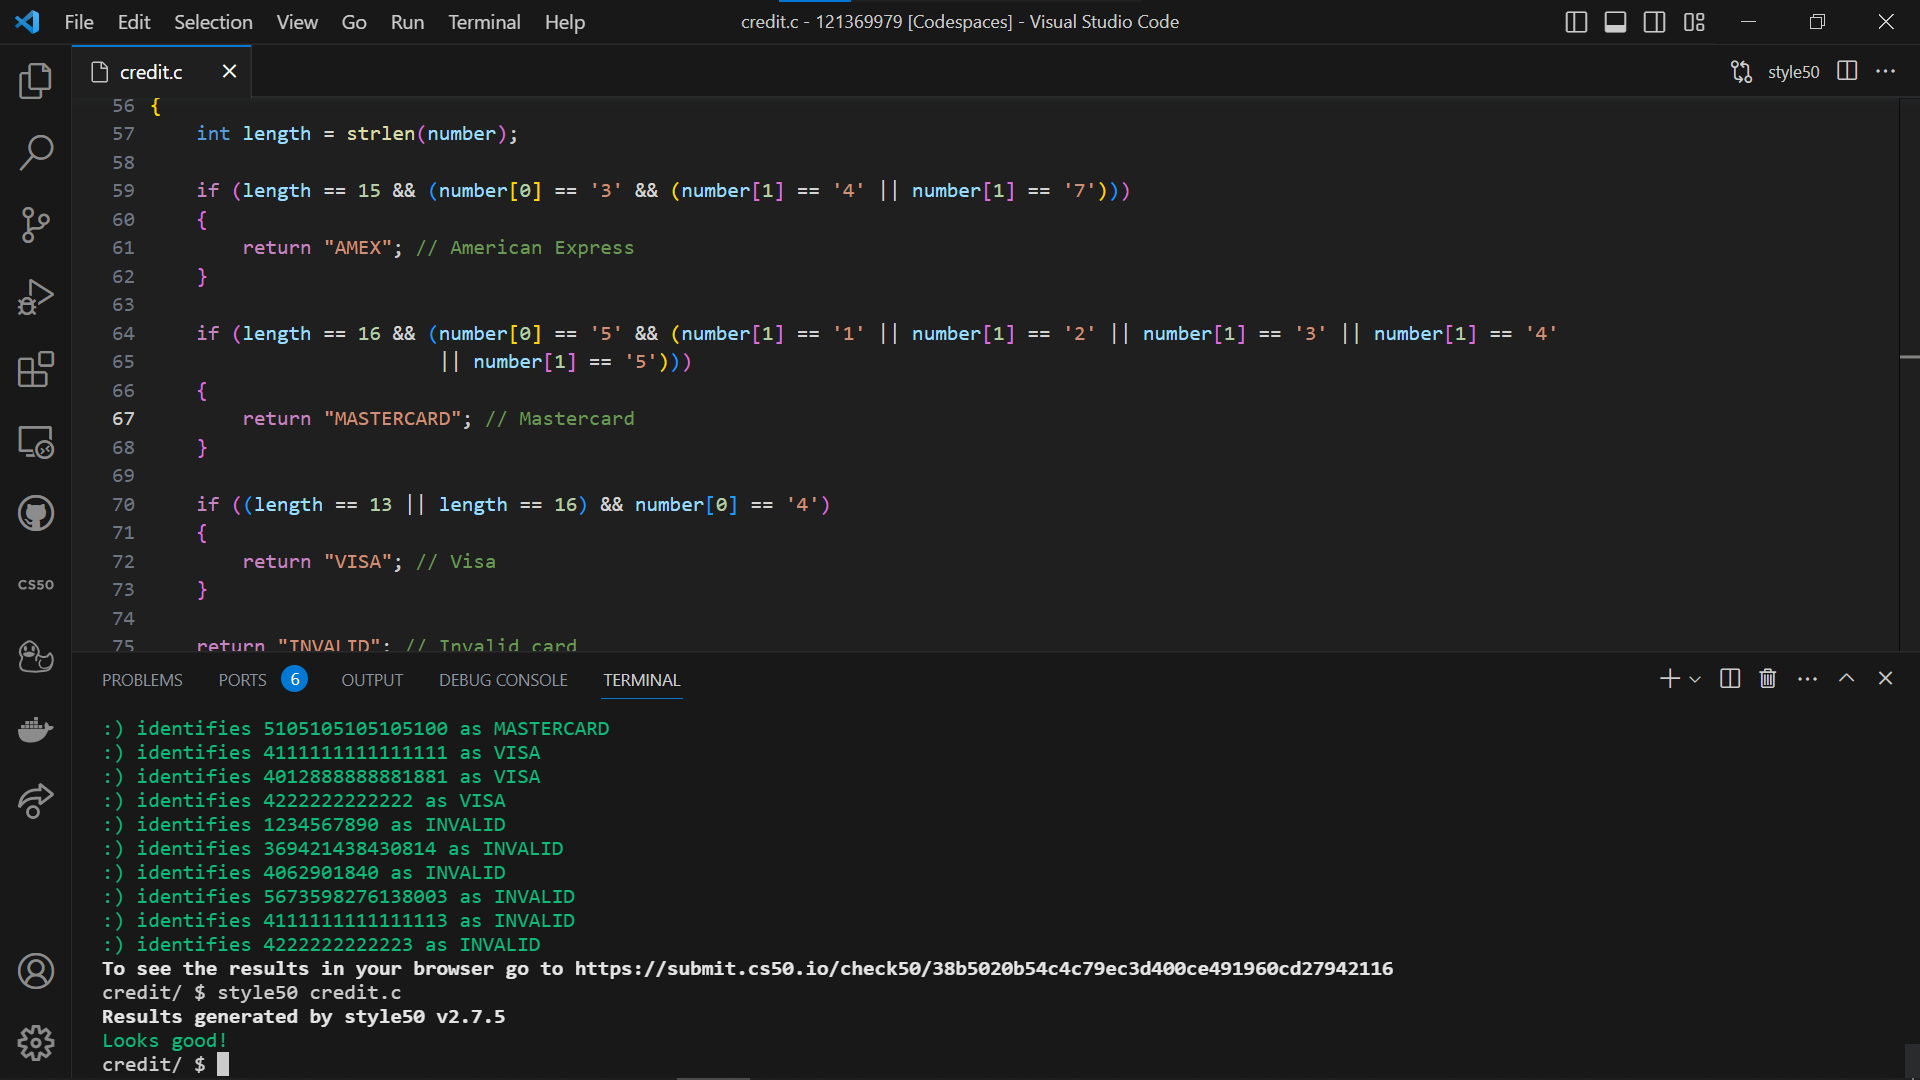 File Edit Selection View Go Run Terminal Help credit.c - 121369979 [Codespaces] - Visual Studio Code
credit.c style50
56 {
57 int length = strlen(number);
58
59 if (length == 15 && (number[0] == '3' && (number[1] == '4' || number[1] == '7')))
60 {
61 return "AMEX"; // American Express
62 }
63
64 if (length == 16 && (number[0] == '5' && (number[1] == '1' || number[1] == '2' || number[1] == '3' || number[1] == '4'
65 || number[1] == '5')))
66 {
67 return "MASTERCARD"; // Mastercard
68 }
69
70 if ((length == 13 || length == 16) && number[0] == '4')
71 {
72 return "VISA"; // Visa
73 }
74
75 return "INVALID"; // Invalid card
CS50
PROBLEMS PORTS 6 OUTPUT DEBUG CONSOLE TERMINAL
:) identifies 5105105105105100 as MASTERCARD
:) identifies 4111111111111111 as VISA
:) identifies 4012888888881881 as VISA
:) identifies 4222222222222 as VISA
:) identifies 1234567890 as INVALID
:) identifies 369421438430814 as INVALID
:) identifies 4062901840 as INVALID
:) identifies 5673598276138003 as INVALID
:) identifies 4111111111111113 as INVALID
:) identifies 4222222222223 as INVALID
To see the results in your browser go to https://submit.cs50.io/check50/38b5020b54c4c79ec3d400ce491960cd27942116
credit/ $ style50 credit.c
Results generated by style50 v2.7.5
Looks good!
credit/ $